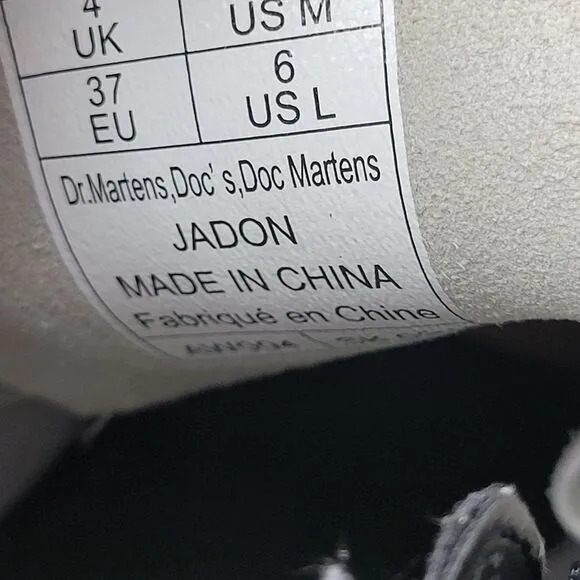 4
UK
US M
37
EU
6
US L
Dr.Martens,Doc's,Doc Martens
JADON
MADE IN CHINA
Fabriqué en Chine